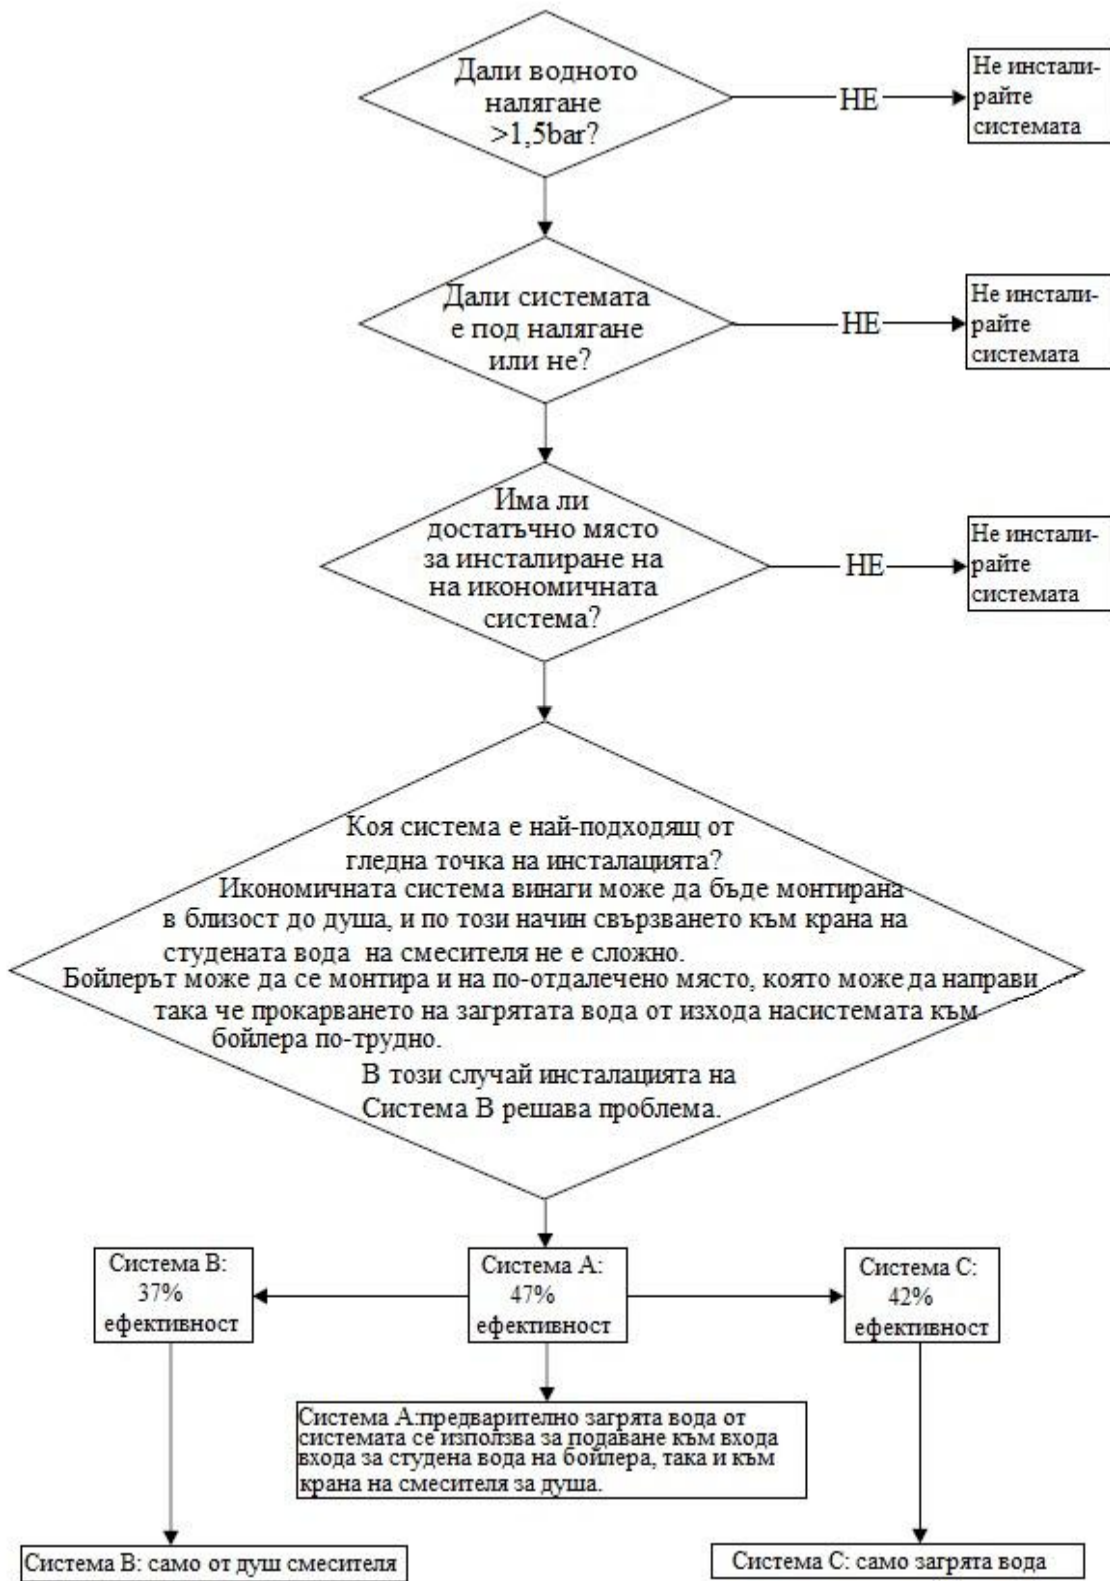 Дали водното
налягане
>1,5bar?
НЕ
Не инстали-
райте
системата
Дали системата
е под налягане
или не?
НЕ
Не инстали-
райте
системата
Има ли
достатъчно място
за инсталиране на
на икономичната
система?
НЕ
Не инстали-
райте
системата
Коя система е най-подходящ от
гледна точка на инсталацията?
Икономичната система винаги може да бъде монтирана
в близост до душа, и по този начин свързването към крана на
студената вода на смесителя не е сложно.
Бойлерът може да се монтира и на по-отдалечено място, която може да направи
така че прокарването на загрятата вода от изхода насистемата към
бойлера по-трудно.
В този случай инсталацията на
Система B решава проблема.
Система B:
37%
ефективност
Система A:
47%
ефективност
Система C:
42%
ефективност
Система A:предварително загрята вода от
системата се използва за подаване към входа
входа за студена вода на бойлера, така и към
крана на смесителя за душа.
Система B: само от душ смесителя
Система C: само загрята вода